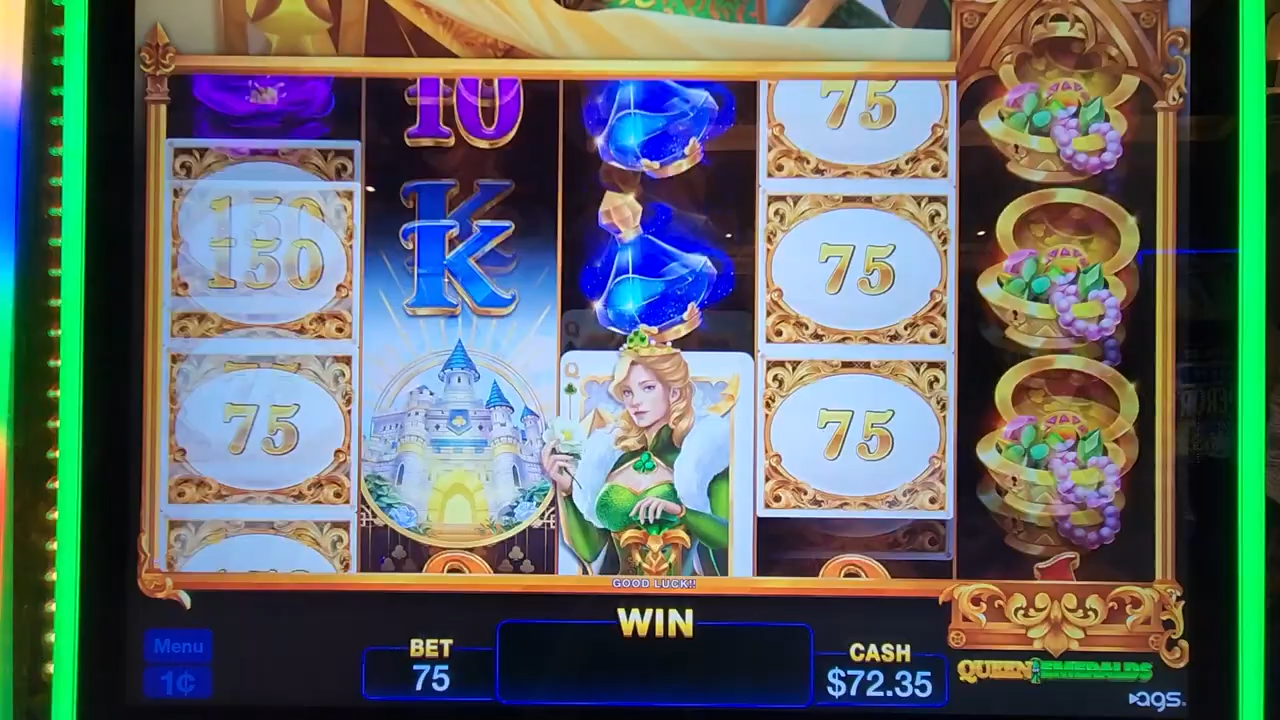 10
75
K
K
150
150
75
Q
Q
75
75
GOOD LUCK!!
WIN
Menu
1¢
BET
75
CASH
$72.35
QUEEN EMERALDS
ags